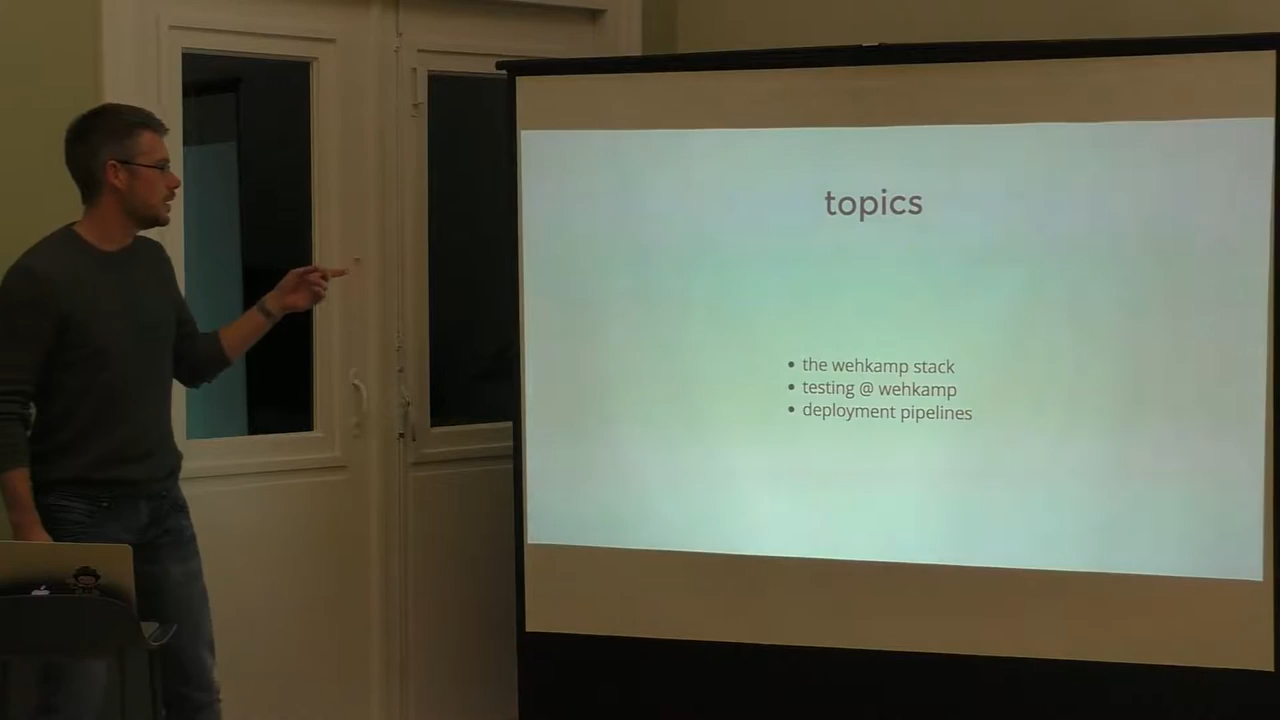 topics
• the wehkamp stack
• testing @ wehkamp
• deployment pipelines